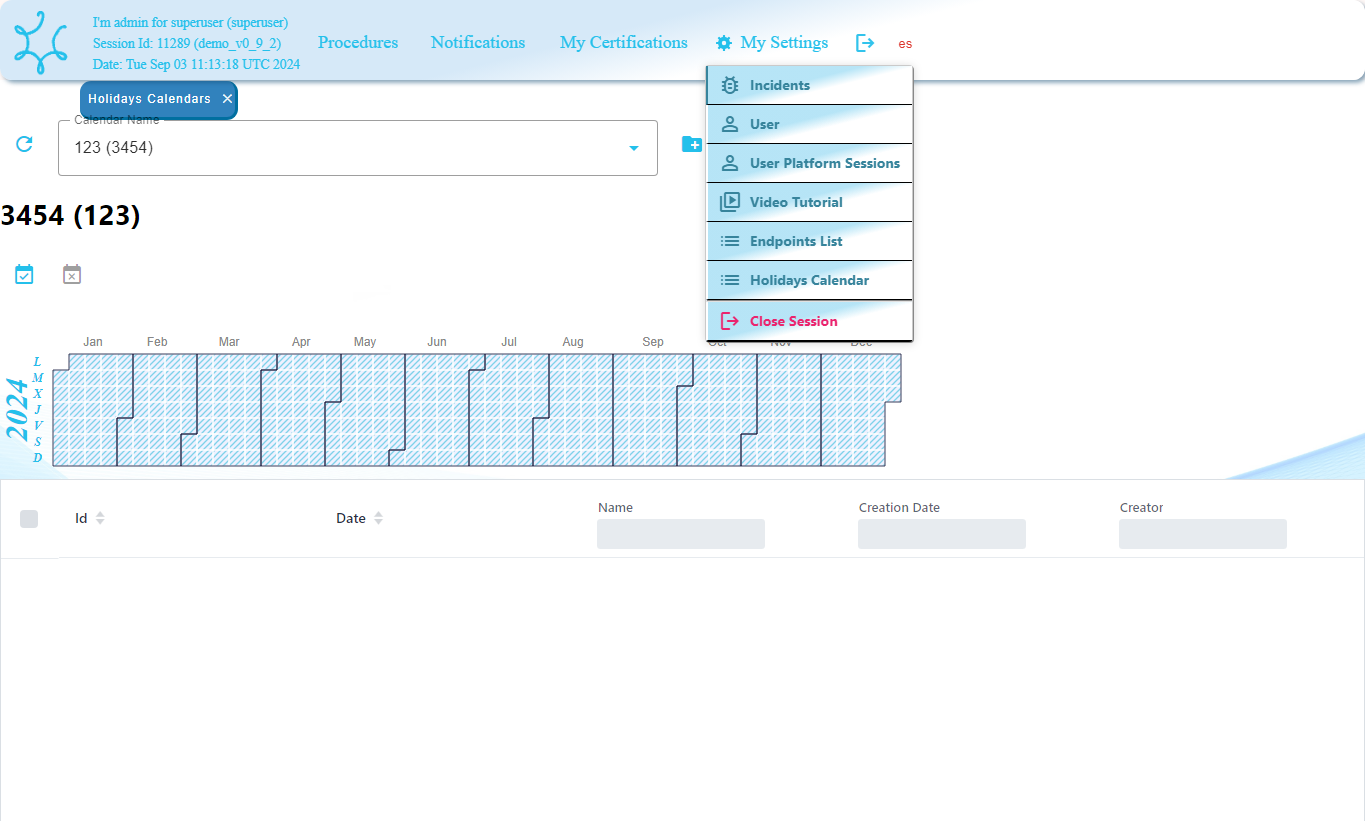 I'm admin for superuser (superuser)
Session Id: 11289 (demo_v0_9_2)
Date: Tue Sep 03 11:13:18 UTC 2024
Procedures
Notifications
My Certifications
My Settings
es
Incidents
User
User Platform Sessions
Video Tutorial
Endpoints List
Holidays Calendar
Close Session
Holidays Calendars
Calendar Name
123 (3454)
3454 (123)
Jan Feb Mar Apr May Jun Jul Aug Sep Oct Nov Dec
2024
L
M
X
J
V
S
D
Id
Date
Name
Creation Date
Creator